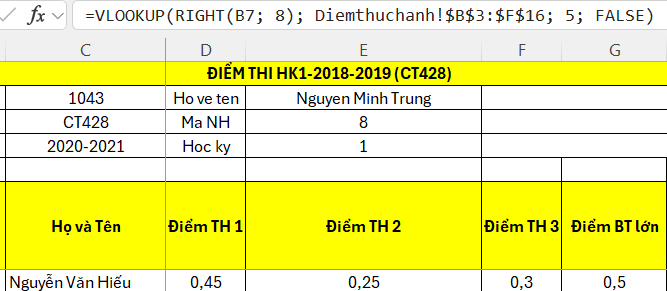 fx =VLOOKUP(RIGHT(B7; 8); Diemthuchanh!$B$3:$F$16; 5; FALSE)
C D E F G
ĐIỂM THI HK1-2018-2019 (CT428)
1043 Ho ve ten Nguyen Minh Trung
CT428 Ma NH 8
2020-2021 Hoc ky 1
Họ và Tên Điểm TH 1 Điểm TH 2 Điểm TH 3 Điểm BT lớn
Nguyễn Văn Hiếu 0,45 0,25 0,3 0,5